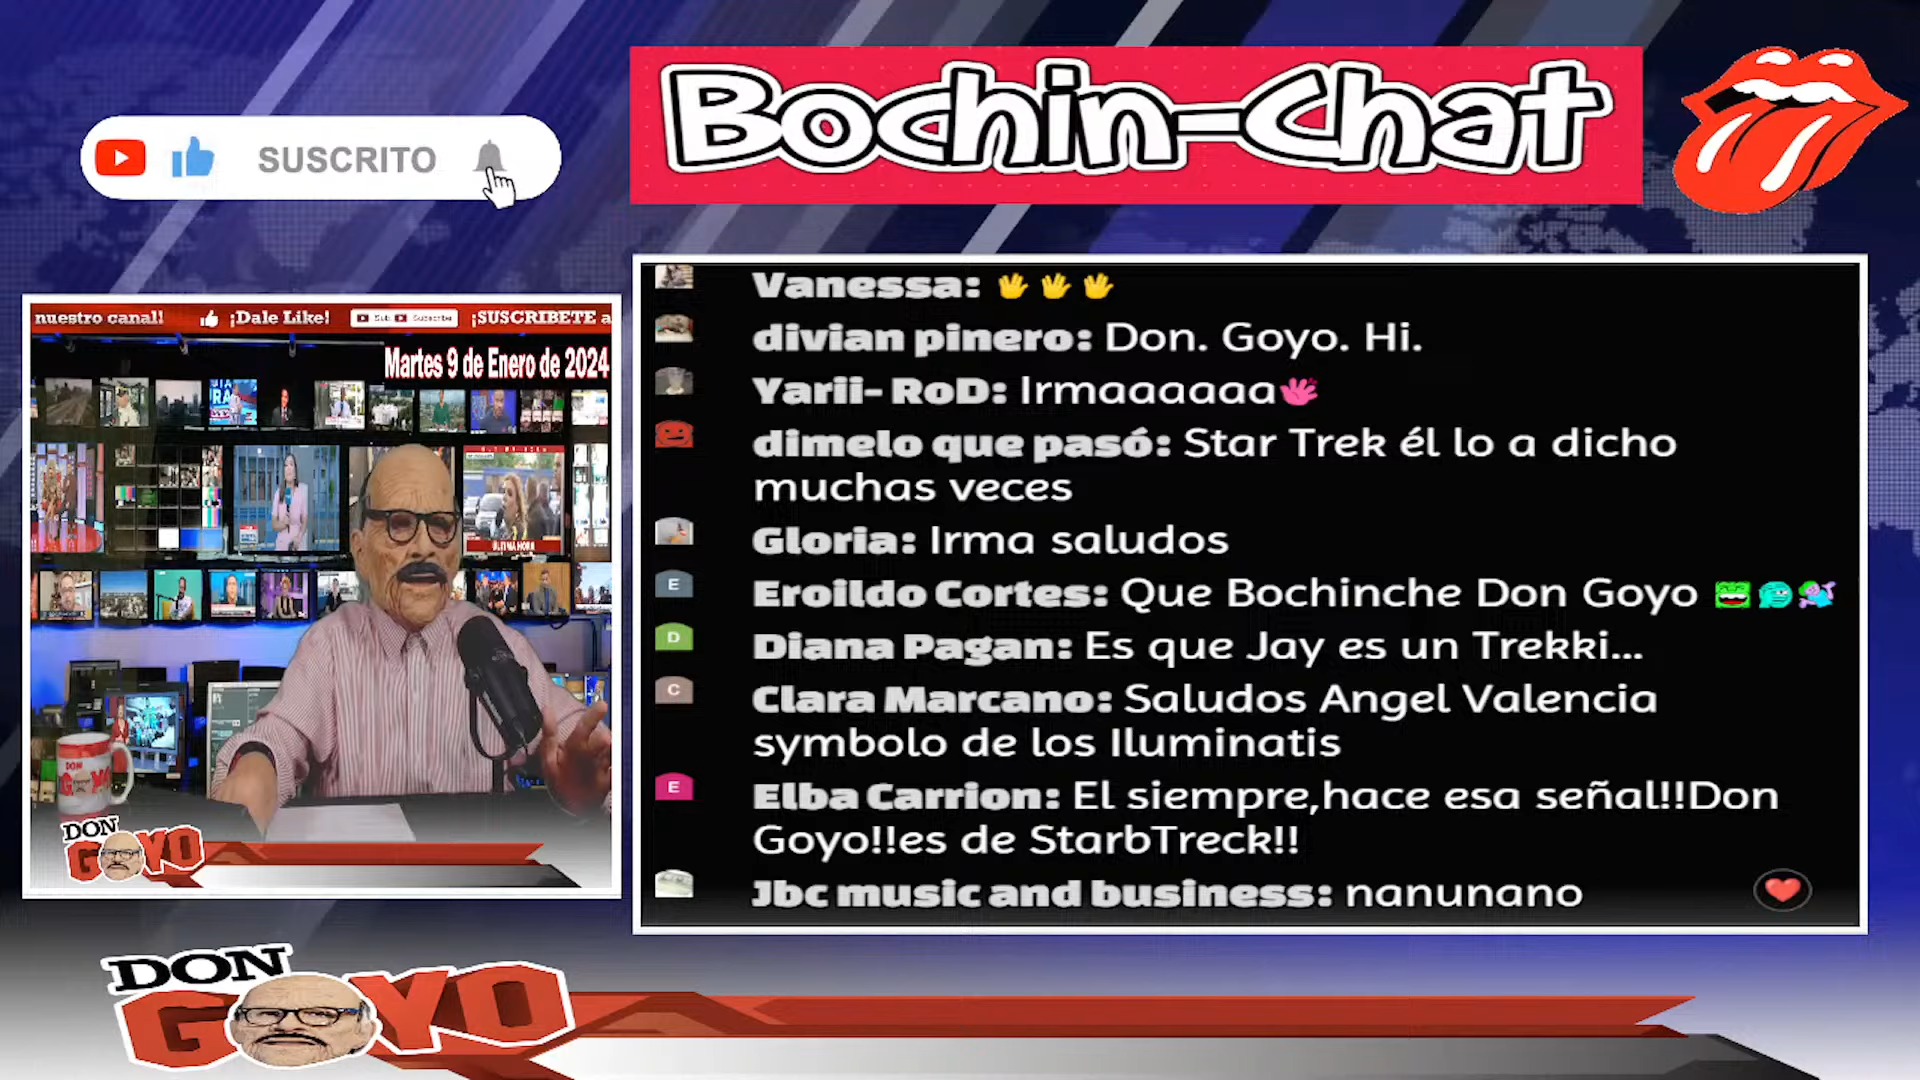 Bochin-Chat
SUSCRITO
nuestro canal! ¡Dale Like! Sub Subscribe ¡SUSCRIBETE a
Martes 9 de Enero de 2024
ULTIMA HORA
DON
GOYO
Vanessa: 🖖 🖖 🖖
divian pinero: Don. Goyo. Hi.
Yarii- RoD: Irmaaaaaa
dimelo que pasó: Star Trek él lo a dicho
muchas veces
Gloria: Irma saludos
E
Eroildo Cortes: Que Bochinche Don Goyo
D
Diana Pagan: Es que Jay es un Trekki...
C
Clara Marcano: Saludos Angel Valencia
symbolo de los Iluminatis
E
Elba Carrion: El siempre,hace esa señal!!Don
Goyo!!es de StarbTreck!!
Jbc music and business: nanunano
DON
GOYO